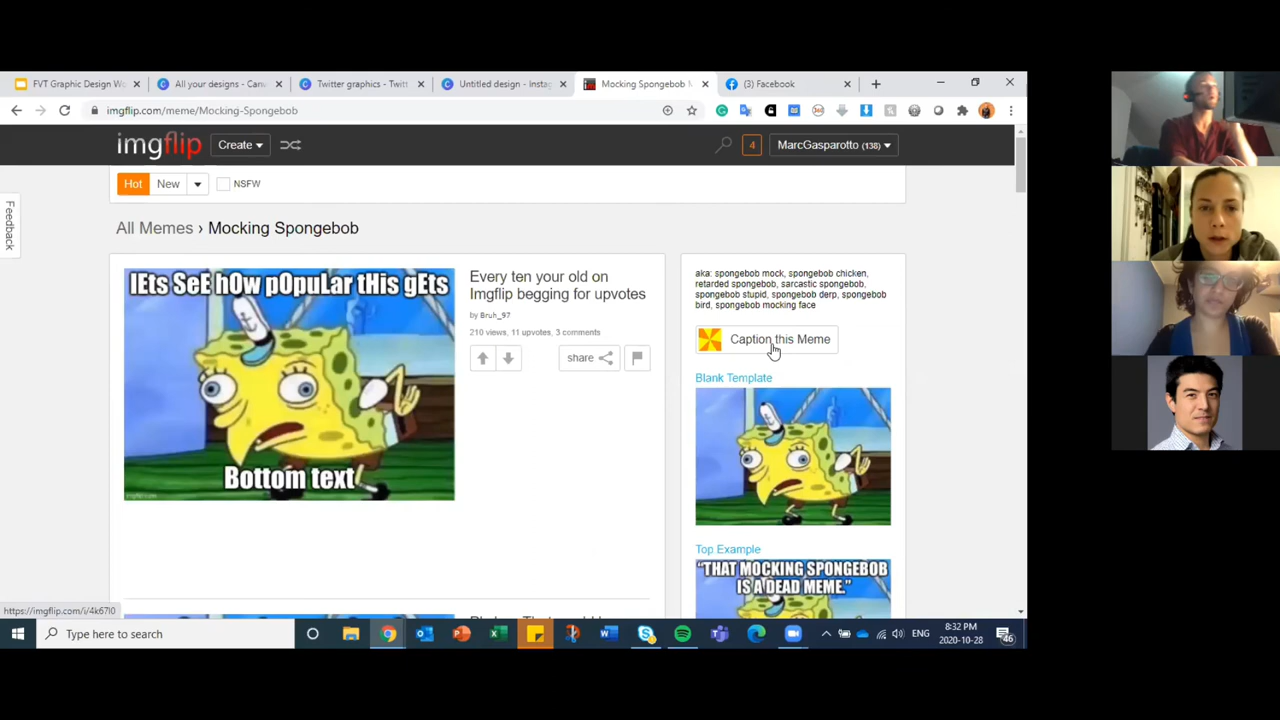 FVT Graphic Design Wo
All your designs - Canv
Twitter graphics - Twitt
Untitled design - Instag
Mocking Spongebob M
(3) Facebook
imgflip.com/meme/Mocking-Spongebob
imgflip
Create
4
MarcGasparotto (138)
Hot
New
NSFW
Feedback
All Memes › Mocking Spongebob
lEts SeE hOw pOpuLar tHis gEts
Bottom text
imgflip.com
Every ten your old on
Imgflip begging for upvotes
by Bruh_97
210 views, 11 upvotes, 3 comments
share
aka: spongebob mock, spongebob chicken,
retarded spongebob, sarcastic spongebob,
spongebob stupid, spongebob derp, spongebob
bird, spongebob mocking face
Caption this Meme
Blank Template
Top Example
"THAT MOCKING SPONGEBOB
IS A DEAD MEME."
https://imgflip.com/i/4k67l0
Type here to search
ENG
8:32 PM
2020-10-28
46